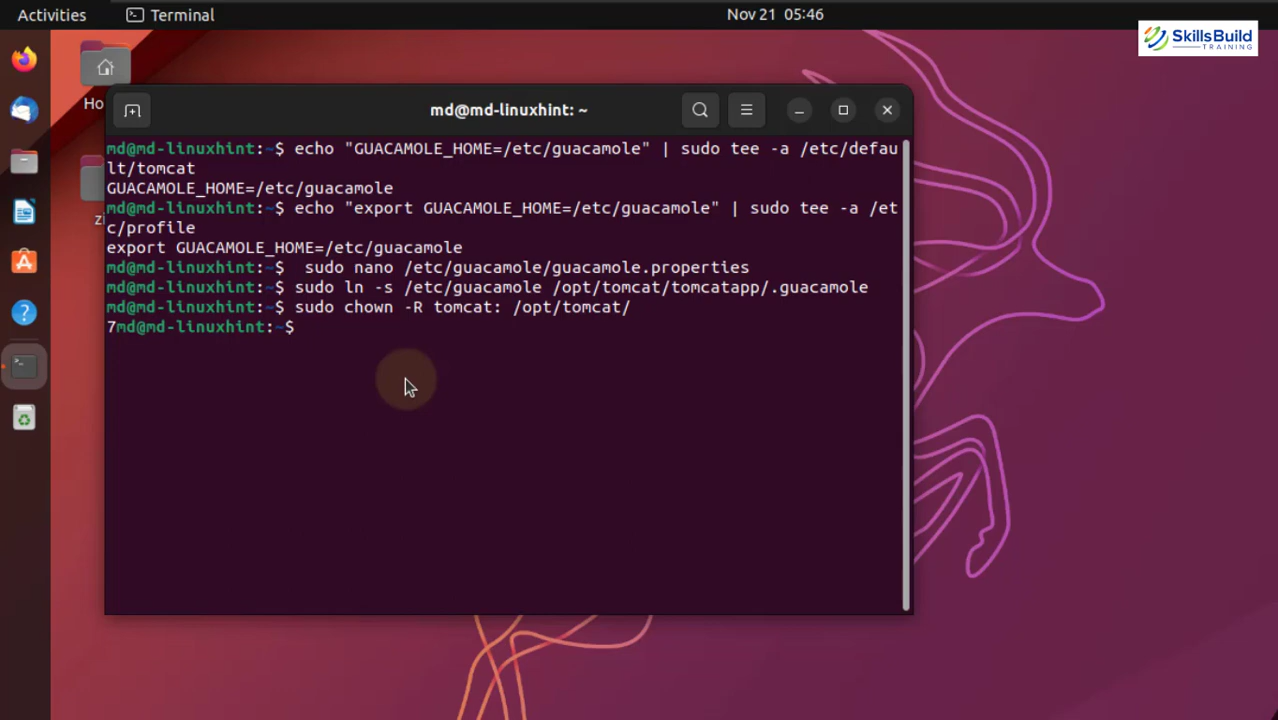 Activities
Terminal
Nov 21 05:46
SkillsBuild
TRAINING
Ho
md@md-linuxhint: ~
md@md-linuxhint:~$ echo "GUACAMOLE_HOME=/etc/guacamole" | sudo tee -a /etc/defau
lt/tomcat
GUACAMOLE_HOME=/etc/guacamole
md@md-linuxhint:~$ echo "export GUACAMOLE_HOME=/etc/guacamole" | sudo tee -a /et
c/profile
export GUACAMOLE_HOME=/etc/guacamole
md@md-linuxhint:~$  sudo nano /etc/guacamole/guacamole.properties
md@md-linuxhint:~$ sudo ln -s /etc/guacamole /opt/tomcat/tomcatapp/.guacamole
md@md-linuxhint:~$ sudo chown -R tomcat: /opt/tomcat/
7md@md-linuxhint:~$
z